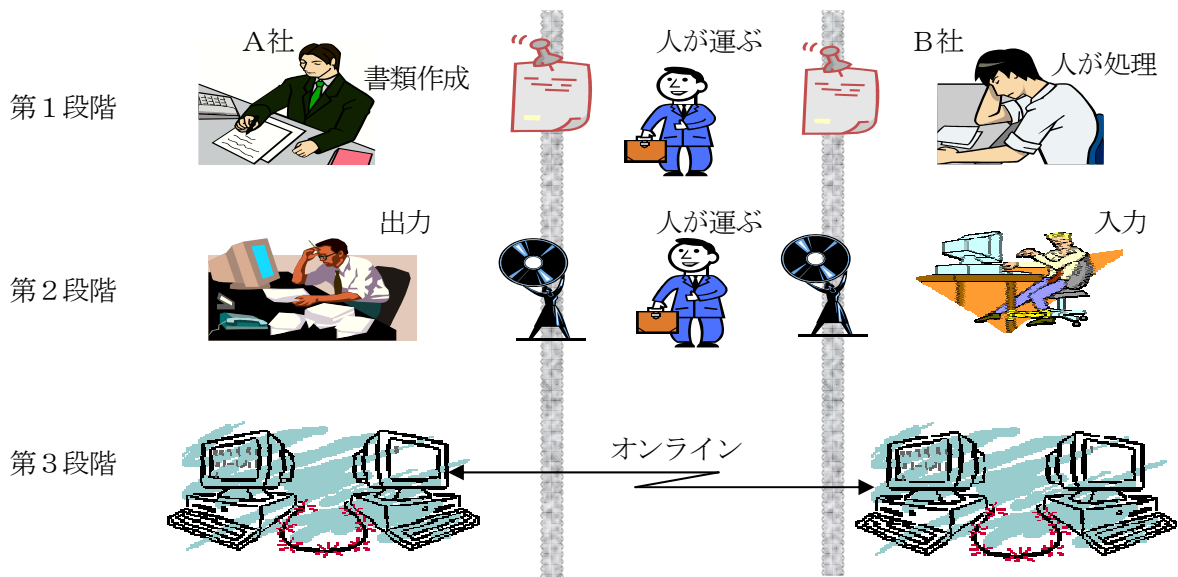 A社
書類作成
人が運ぶ
B社
人が処理
第1段階
出力
人が運ぶ
入力
第2段階
オンライン
第3段階